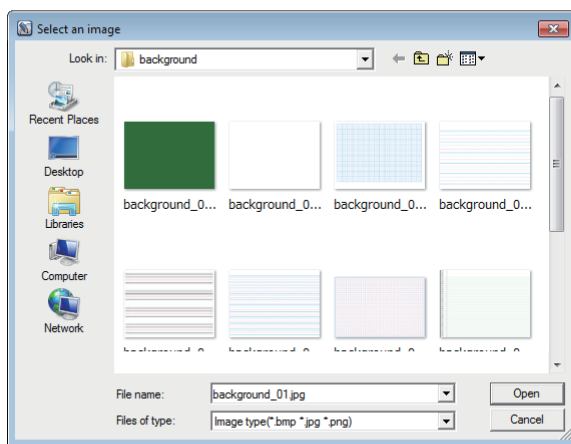 Select an image
Look in: background
Recent Places
Desktop
Libraries
Computer
Network
background_0... background_0... background_0... background_0...
File name: background_01.jpg Open
Files of type: Image type(*.bmp *.jpg *.png) Cancel